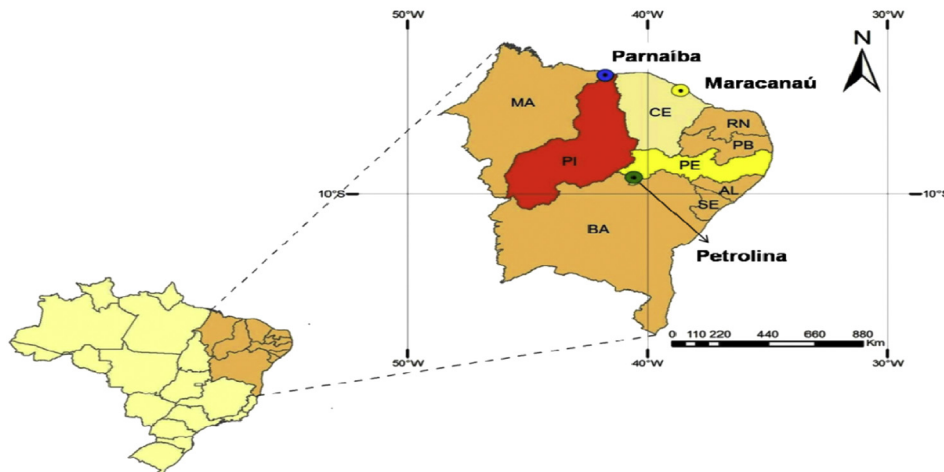 50°W 40°W 30°W
N
Parnaíba
Maracanaú
MA
CE
RN
PB
PI
PE
10°S 10°S
AL
SE
BA
Petrolina
0 110 220 440 660 880
Km
50°W 40°W 30°W